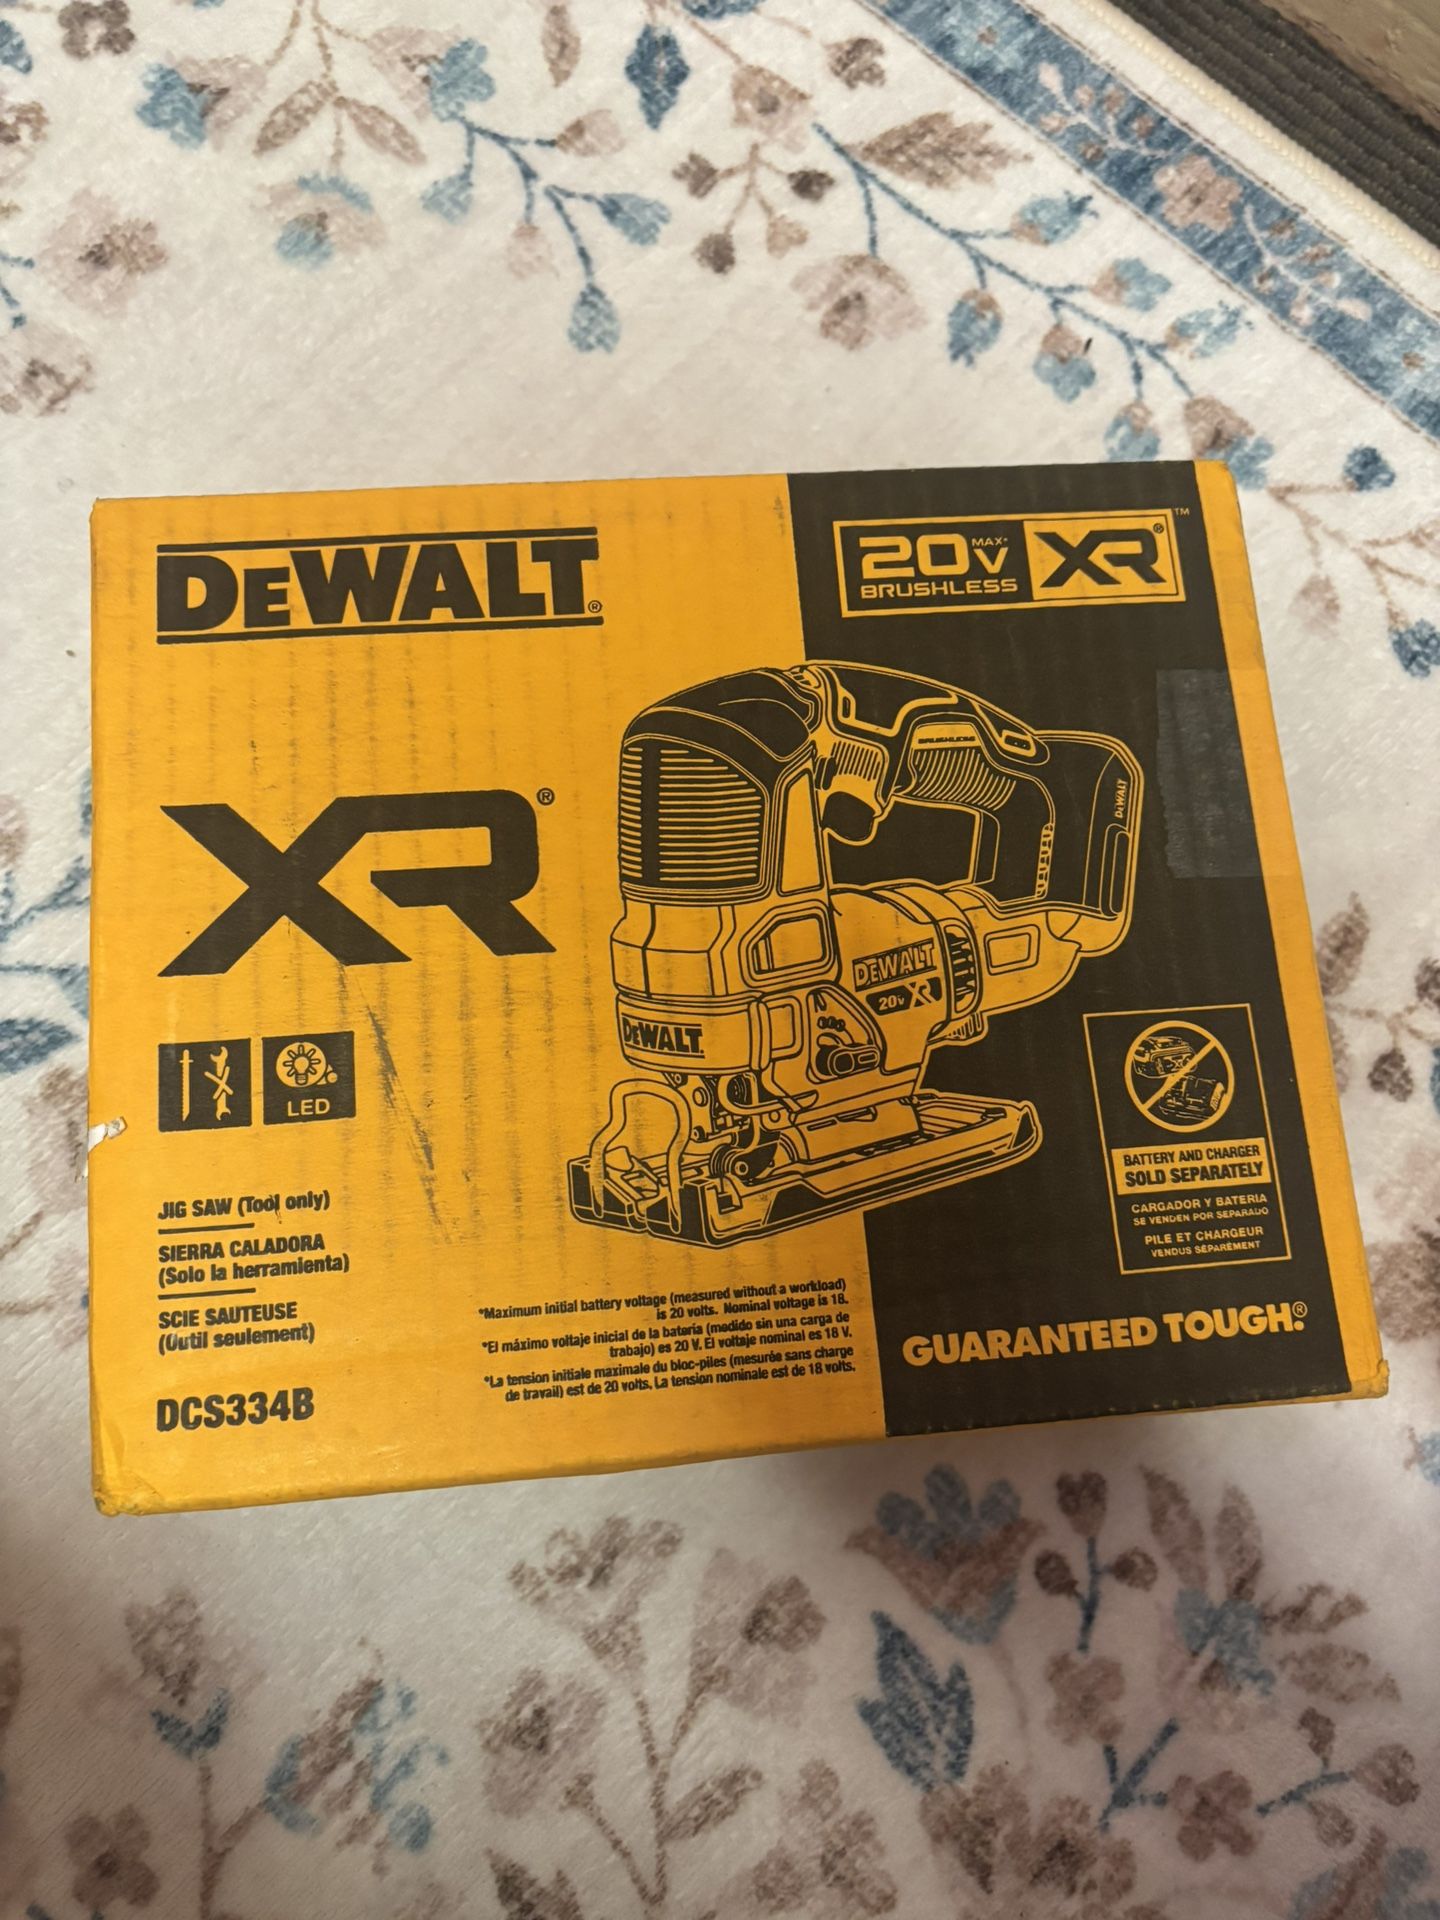 DEWALT®
20V MAX* BRUSHLESS XR® ™
XR®
BRUSHLESS
DEWALT
DEWALT
20V XR
DEWALT
LED
BATTERY AND CHARGER
SOLD SEPARATELY
CARGADOR Y BATERIA
SE VENDEN POR SEPARADO
PILE ET CHARGEUR
VENDUS SÉPARÉMENT
JIG SAW (Tool only)
SIERRA CALADORA
(Solo la herramienta)
SCIE SAUTEUSE
(Outil seulement)
DCS334B
*Maximum initial battery voltage (measured without a workload)
is 20 volts. Nominal voltage is 18.
*El máximo voltaje inicial de la batería (medido sin una carga de
trabajo) es 20 V. El voltaje nominal es 18 V.
*La tension initiale maximale du bloc-piles (mesurée sans charge
de travail) est de 20 volts. La tension nominale est de 18 volts.
GUARANTEED TOUGH.®